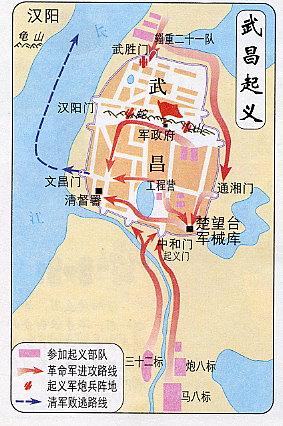 武昌起义
汉阳
龟山
长
江
武胜门
辎重二十一队
汉阳门
武
蛇
山
军政府
昌
文昌门
工程营
通湘门
清督署
楚望台
军械库
中和门
起义门
三十二标
炮八标
马八标
参加起义部队
革命军进攻路线
起义军炮兵阵地
清军败逃路线